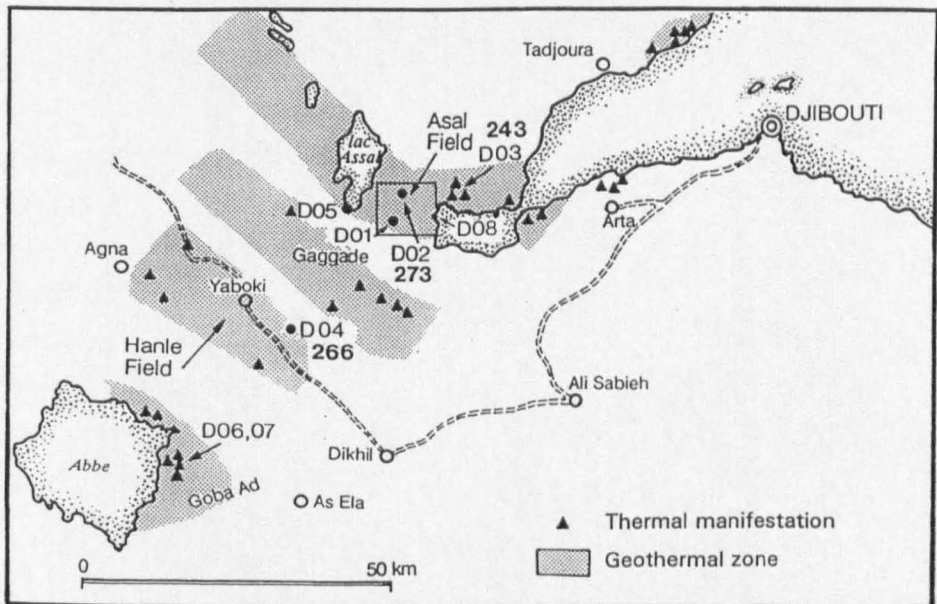 Tadjoura
DJIBOUTI
lac
Assal
Asal
Field
243
D03
D05
D01
D02
273
D08
Arta
Gaggade
Agna
Yaboki
D04
266
Hanle
Field
Ali Sabieh
D06,07
Abbe
Goba Ad
Dikhil
As Ela
Thermal manifestation
Geothermal zone
0 50 km